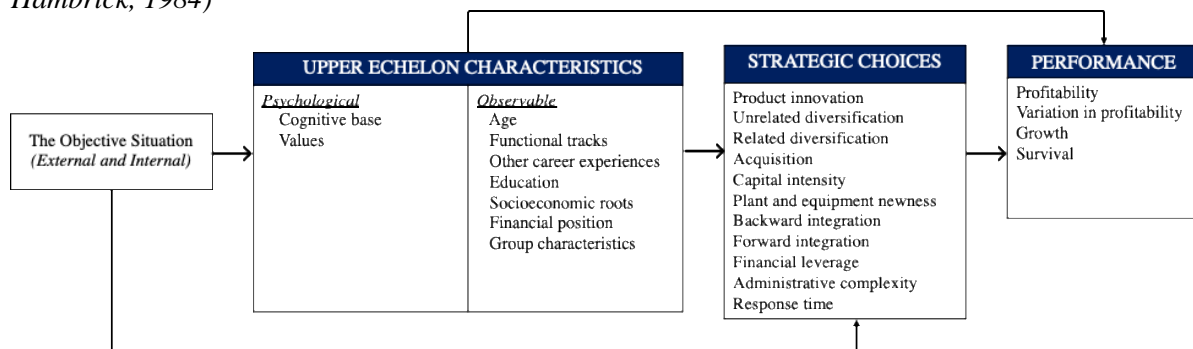 Hambrick, 1984)
UPPER ECHELON CHARACTERISTICS
STRATEGIC CHOICES
PERFORMANCE
The Objective Situation
(External and Internal)
Psychological
Cognitive base
Values
Observable
Age
Functional tracks
Other career experiences
Education
Socioeconomic roots
Financial position
Group characteristics
Product innovation
Unrelated diversification
Related diversification
Acquisition
Capital intensity
Plant and equipment newness
Backward integration
Forward integration
Financial leverage
Administrative complexity
Response time
Profitability
Variation in profitability
Growth
Survival